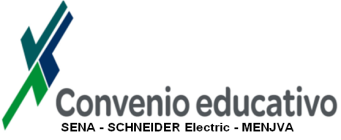 Convenio educativo
SENA - SCHNEIDER Electric - MENJVA